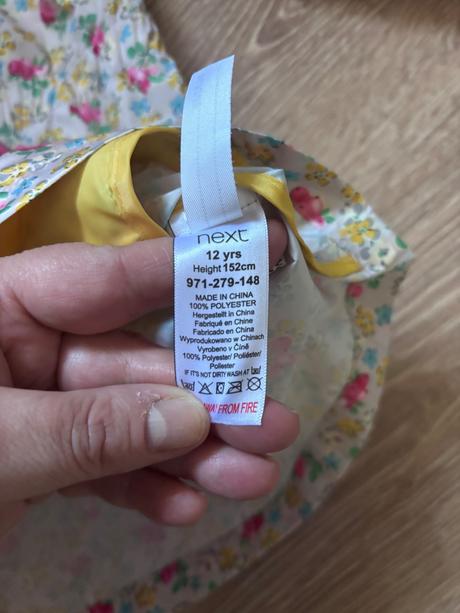 next
12 yrs
Height 152cm
971-279-148
MADE IN CHINA
100% POLYESTER
Hergestellt in China
Fabriqué en Chine
Fabricado en China
Wyprodukowano w Chinach
Vyrobeno v Číně
100% Polyester/ Poliéster/
Poliester
IF IT'S NOT DIRTY WASH AT
FROM FIRE